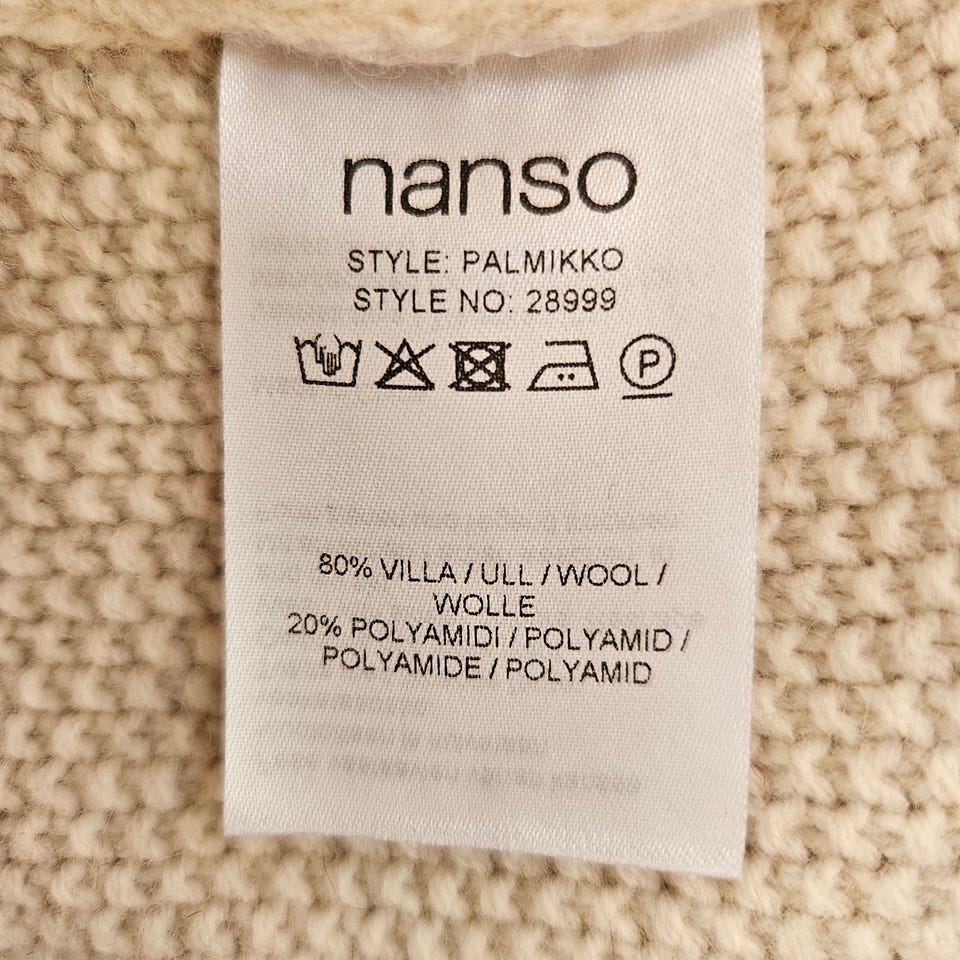 nanso
STYLE: PALMIKKO
STYLE NO: 28999
P
80% VILLA / ULL / WOOL /
WOLLE
20% POLYAMIDI / POLYAMID /
POLYAMIDE / POLYAMID